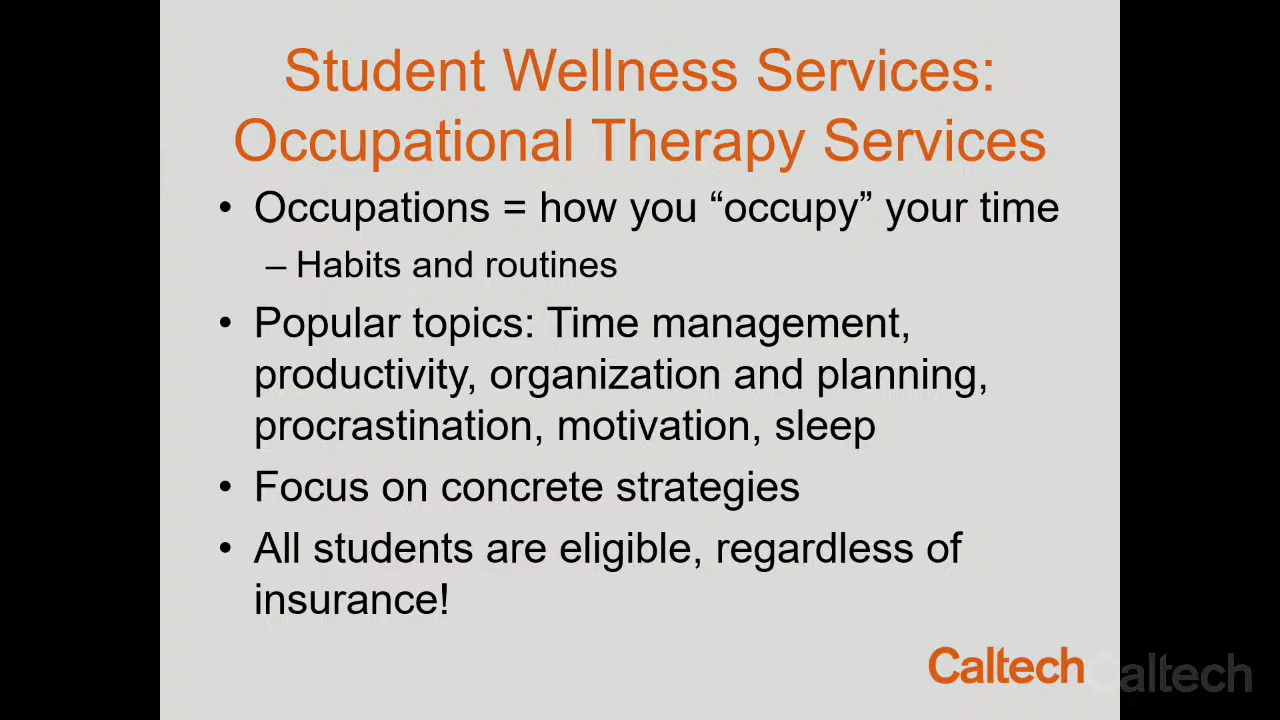 Student Wellness Services:
Occupational Therapy Services
• Occupations = how you “occupy” your time
– Habits and routines
• Popular topics: Time management,
productivity, organization and planning,
procrastination, motivation, sleep
• Focus on concrete strategies
• All students are eligible, regardless of
insurance!
Caltech
Caltech